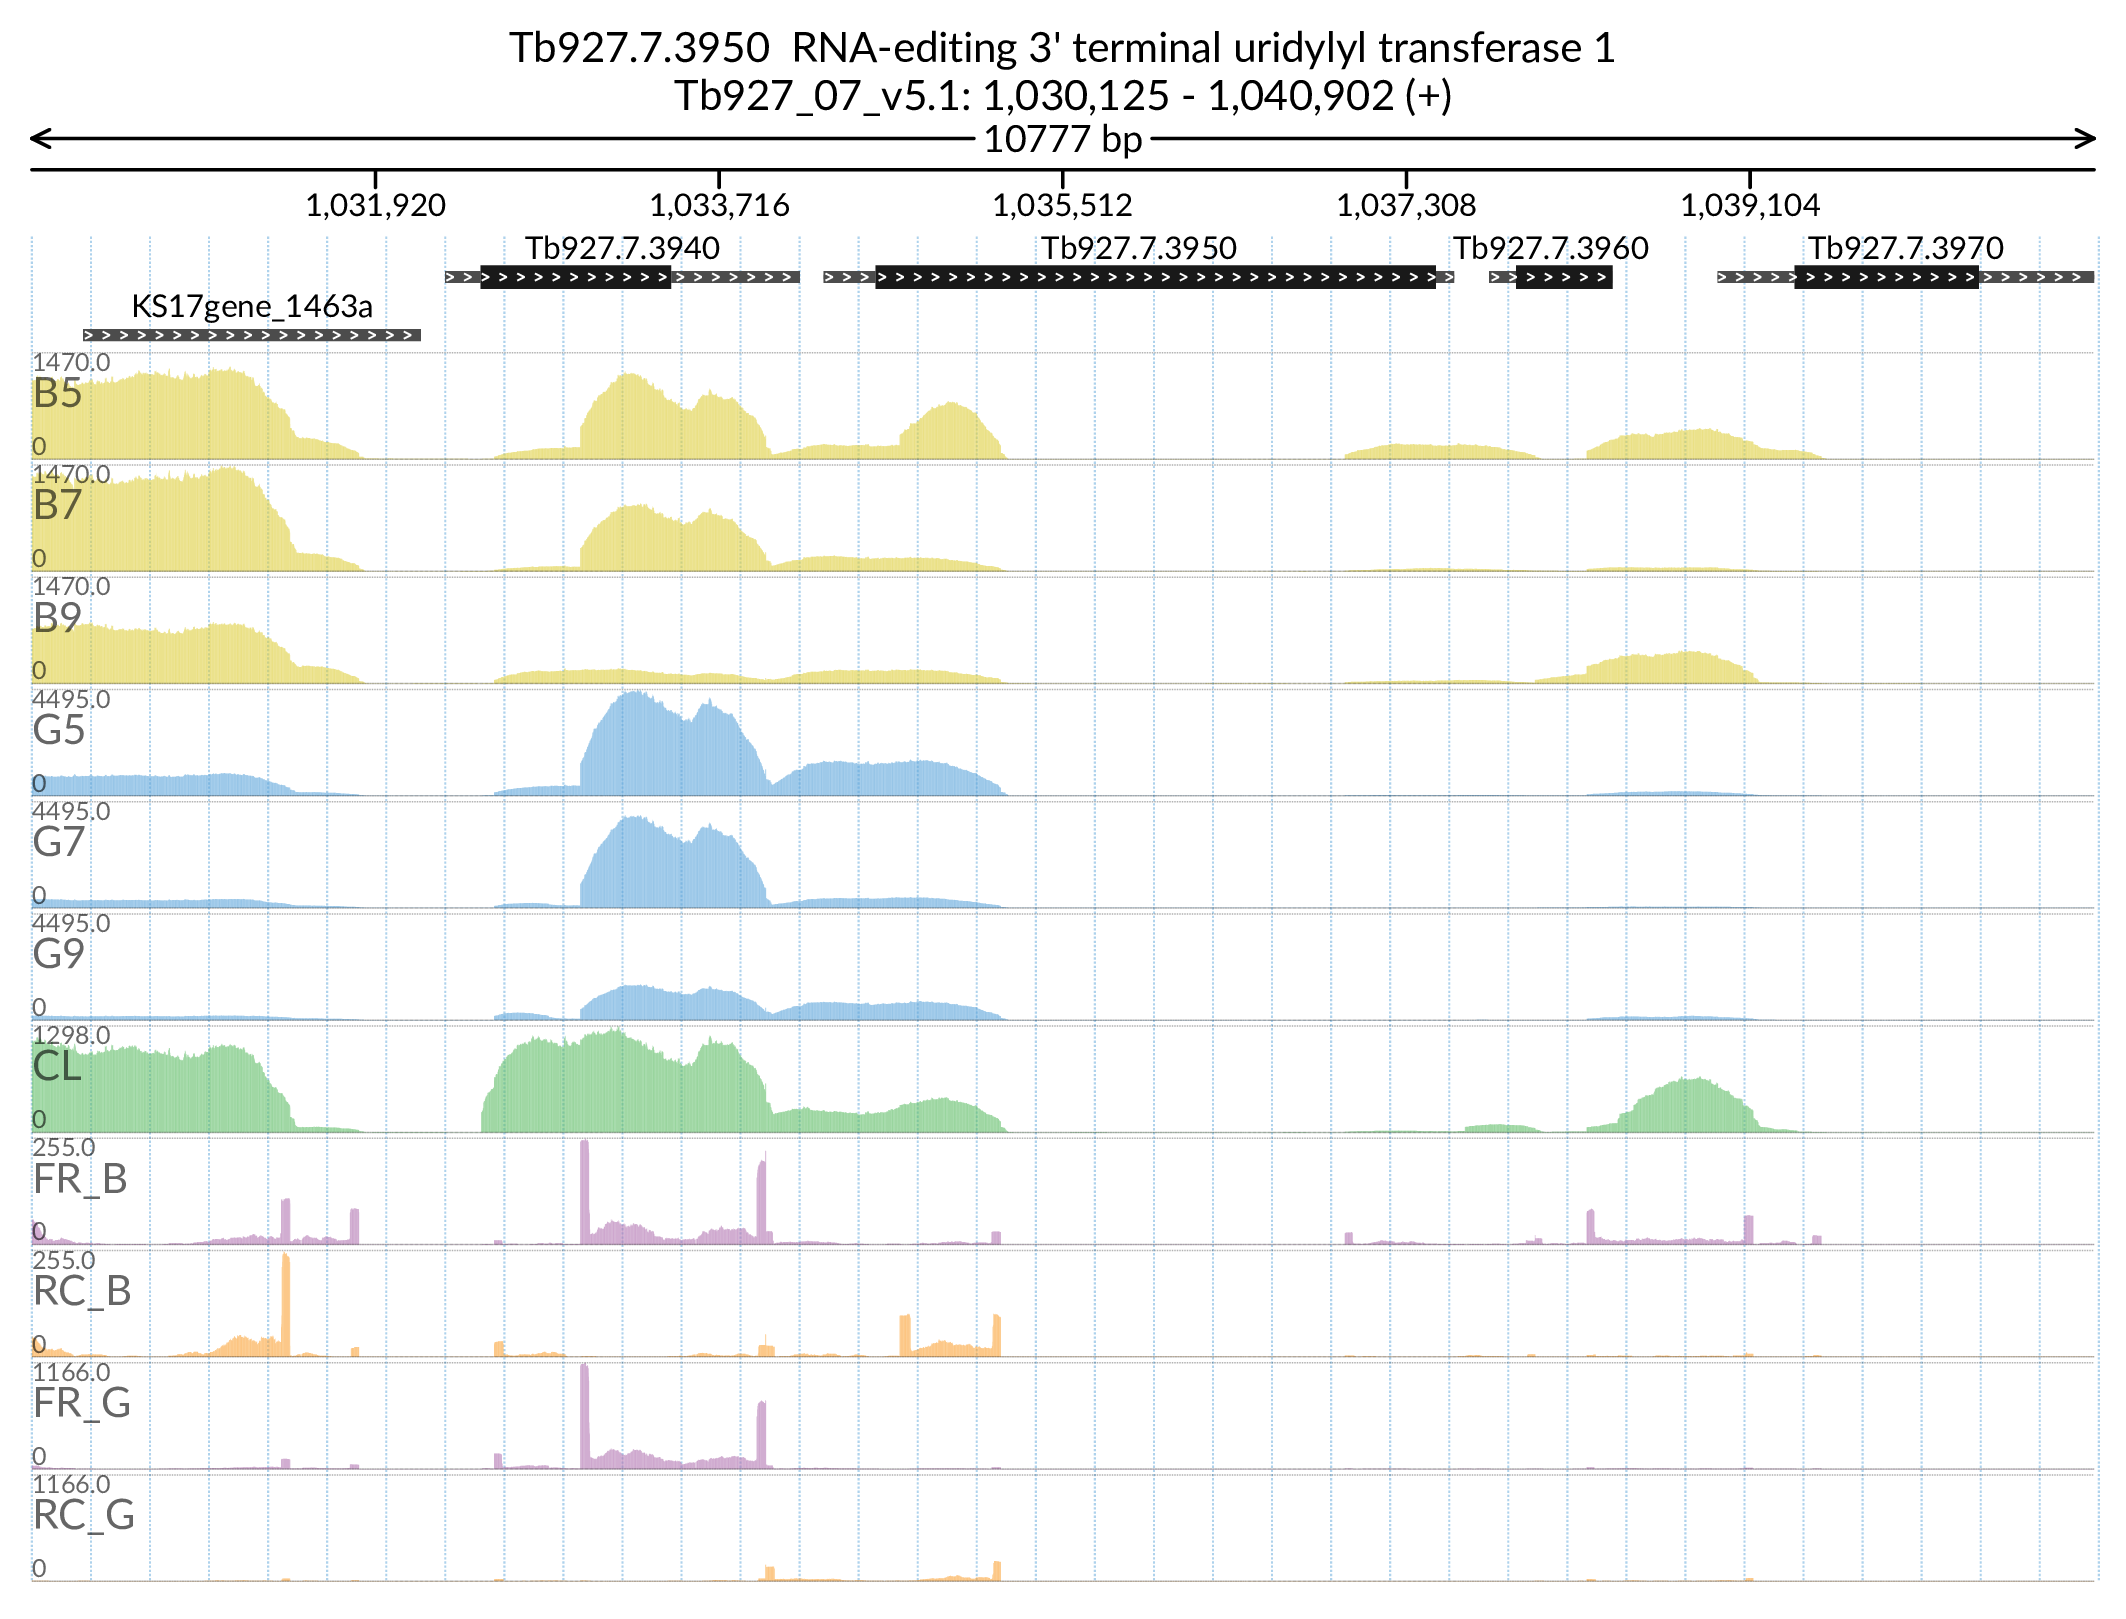 Tb927.7.3950  RNA-editing 3' terminal uridylyl transferase 1
Tb927_07_v5.1: 1,030,125 - 1,040,902 (+)
10777 bp
1,031,920 1,033,716 1,035,512 1,037,308 1,039,104
Tb927.7.3940 Tb927.7.3950 Tb927.7.3960 Tb927.7.3970
KS17gene_1463a
1470.0
B5
0
1470.0
B7
0
1470.0
B9
0
4495.0
G5
0
4495.0
G7
0
4495.0
G9
0
1298.0
CL
0
255.0
FR_B
0
255.0
RC_B
0
1166.0
FR_G
0
1166.0
RC_G
0